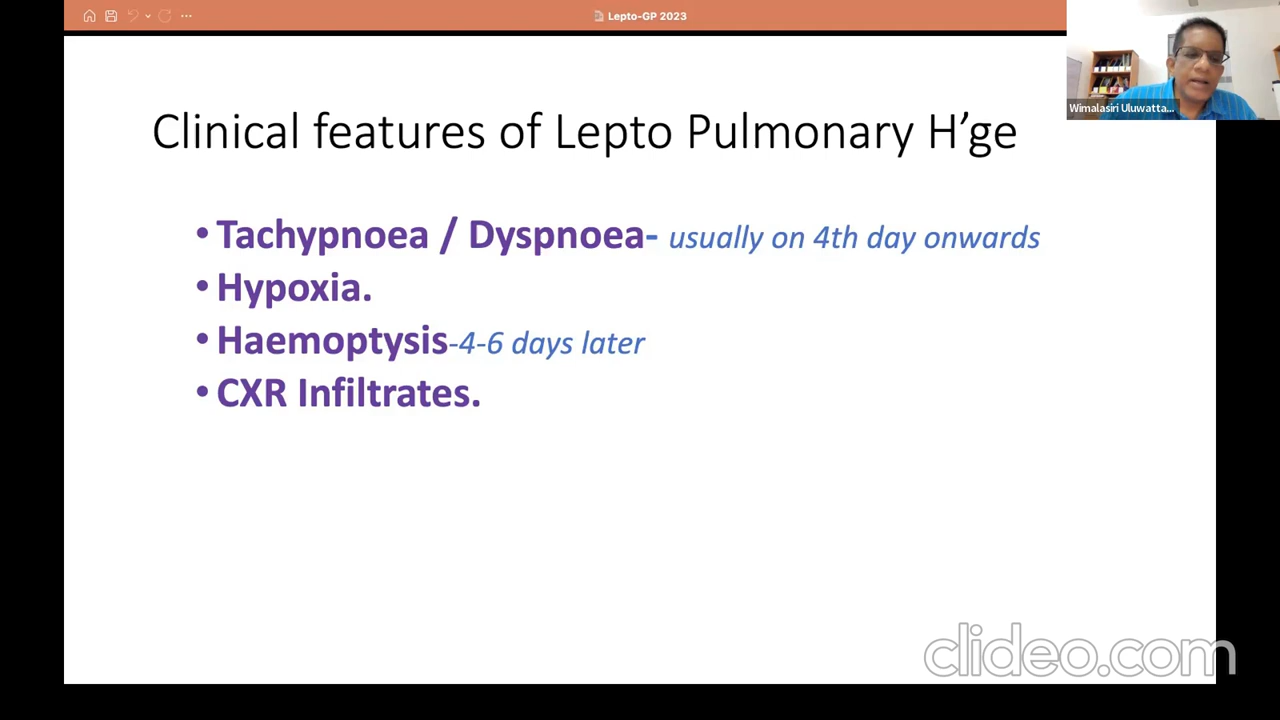 Lepto-GP 2023
Wimalasiri Uluwatta...
Clinical features of Lepto Pulmonary H’ge
• Tachypnoea / Dyspnoea- usually on 4th day onwards
• Hypoxia.
• Haemoptysis-4-6 days later
• CXR Infiltrates.
clideo.com